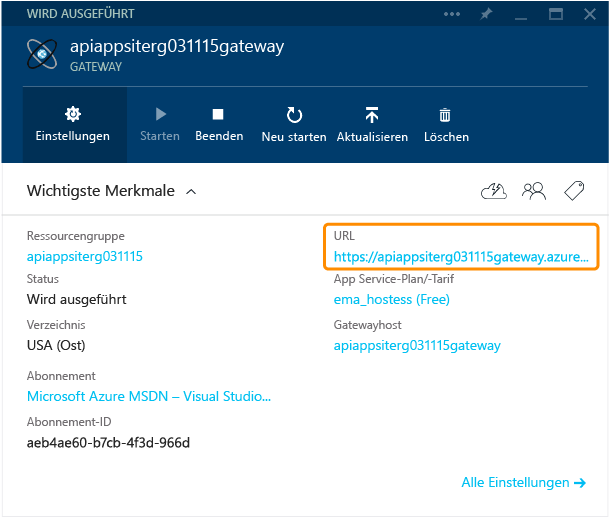 WIRD AUSGEFÜHRT
apiappsiterg031115gateway
GATEWAY
Einstellungen
Starten
Beenden
Neu starten
Aktualisieren
Löschen
Wichtigste Merkmale
Ressourcengruppe
apiappsiterg031115
Status
Wird ausgeführt
Verzeichnis
USA (Ost)
Abonnement
Microsoft Azure MSDN – Visual Studio...
Abonnement-ID
aeb4ae60-b7cb-4f3d-966d
URL
https://apiappsiterg031115gateway.azure...
App Service-Plan/-Tarif
ema_hostess (Free)
Gatewayhost
apiappsiterg031115gateway
Alle Einstellungen